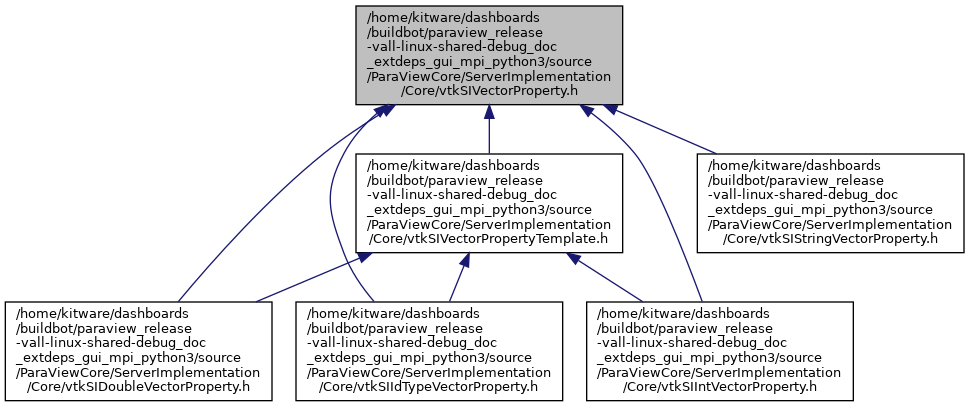 /home/kitware/dashboards
/buildbot/paraview_release
-vall-linux-shared-debug_doc
_extdeps_gui_mpi_python3/source
/ParaViewCore/ServerImplementation
/Core/vtkSIVectorProperty.h
/home/kitware/dashboards
/buildbot/paraview_release
-vall-linux-shared-debug_doc
_extdeps_gui_mpi_python3/source
/ParaViewCore/ServerImplementation
/Core/vtkSIVectorPropertyTemplate.h
/home/kitware/dashboards
/buildbot/paraview_release
-vall-linux-shared-debug_doc
_extdeps_gui_mpi_python3/source
/ParaViewCore/ServerImplementation
/Core/vtkSIStringVectorProperty.h
/home/kitware/dashboards
/buildbot/paraview_release
-vall-linux-shared-debug_doc
_extdeps_gui_mpi_python3/source
/ParaViewCore/ServerImplementation
/Core/vtkSIDoubleVectorProperty.h
/home/kitware/dashboards
/buildbot/paraview_release
-vall-linux-shared-debug_doc
_extdeps_gui_mpi_python3/source
/ParaViewCore/ServerImplementation
/Core/vtkSIIdTypeVectorProperty.h
/home/kitware/dashboards
/buildbot/paraview_release
-vall-linux-shared-debug_doc
_extdeps_gui_mpi_python3/source
/ParaViewCore/ServerImplementation
/Core/vtkSIIntVectorProperty.h